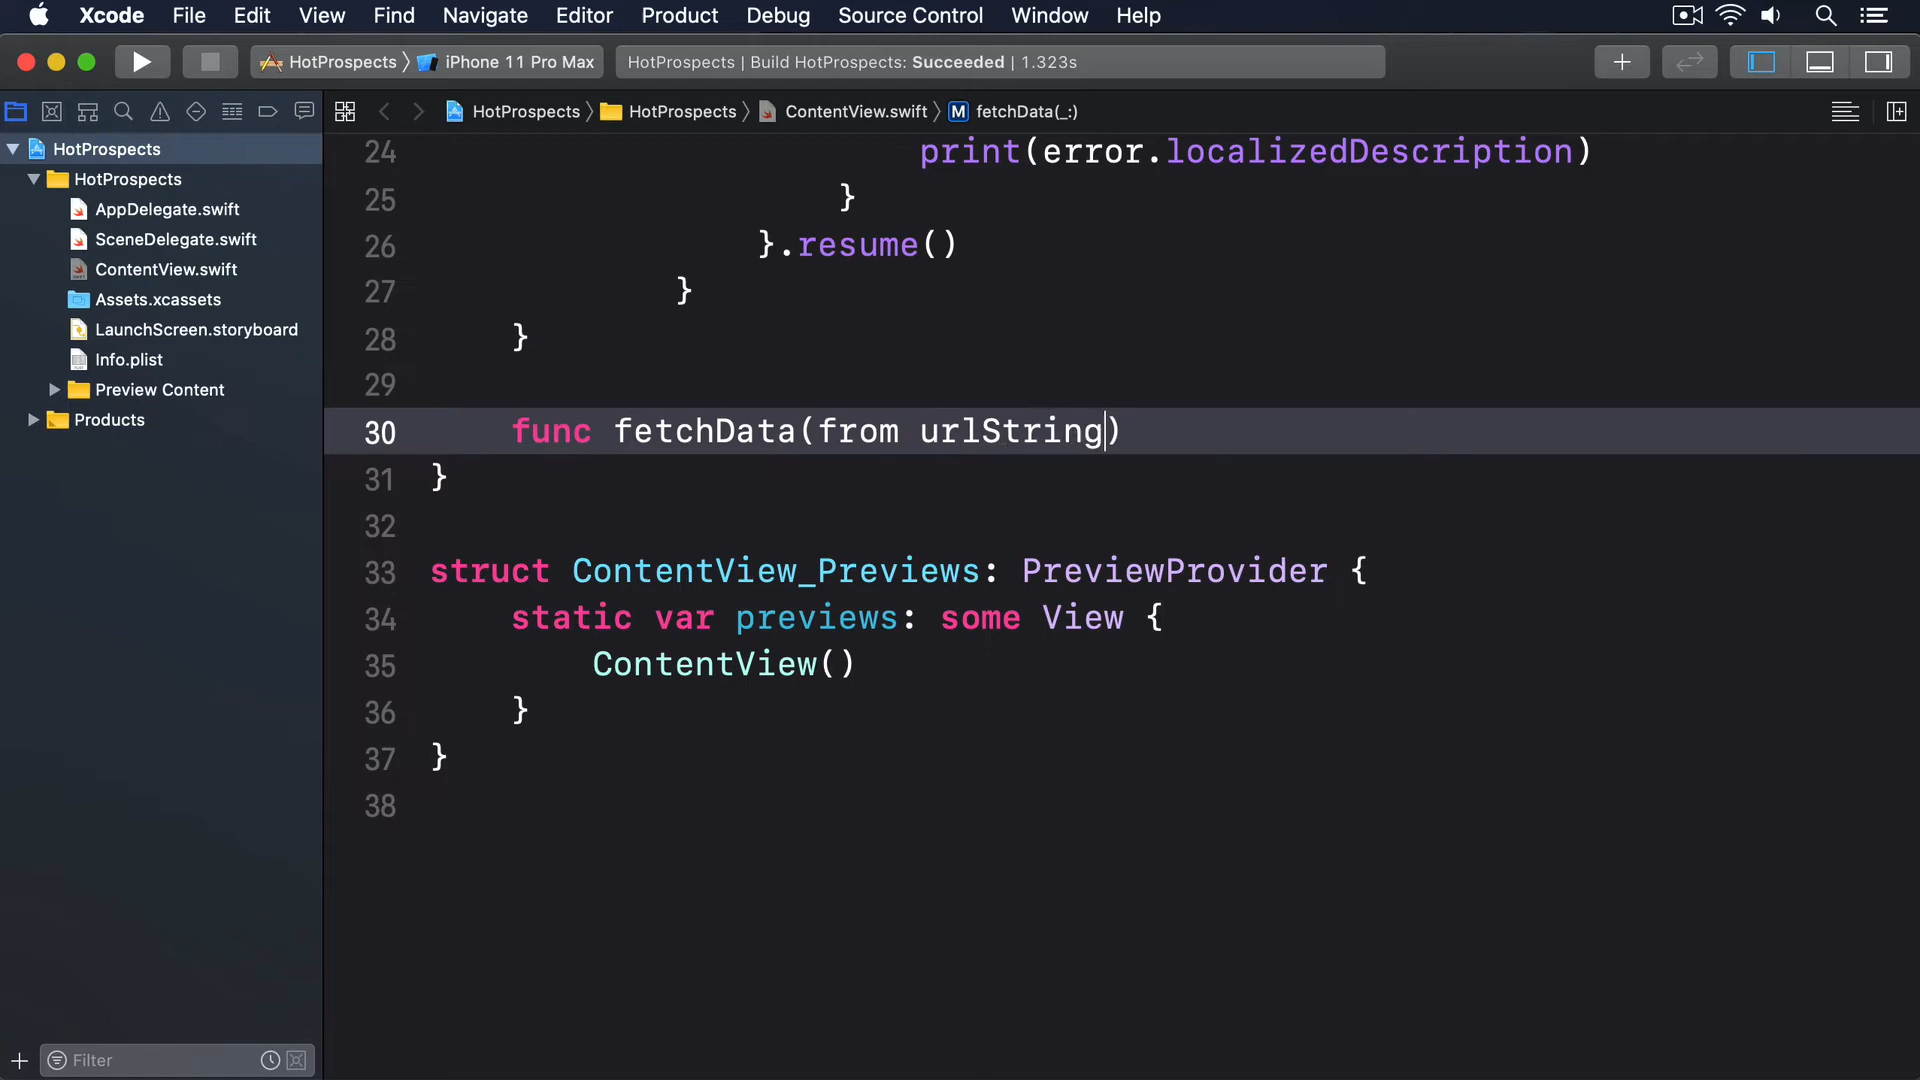 Xcode File Edit View Find Navigate Editor Product Debug Source Control Window Help
HotProspects 〉 iPhone 11 Pro Max
HotProspects | Build HotProspects: Succeeded | 1.323s
HotProspects 〉 HotProspects 〉 ContentView.swift 〉 M fetchData(_:)
HotProspects
HotProspects
AppDelegate.swift
SceneDelegate.swift
ContentView.swift
Assets.xcassets
LaunchScreen.storyboard
Info.plist
Preview Content
Products
Filter
24 print(error.localizedDescription)
25 }
26 }.resume()
27 }
28 }
29
30 func fetchData(from urlString)
31 }
32
33 struct ContentView_Previews: PreviewProvider {
34 static var previews: some View {
35 ContentView()
36 }
37 }
38